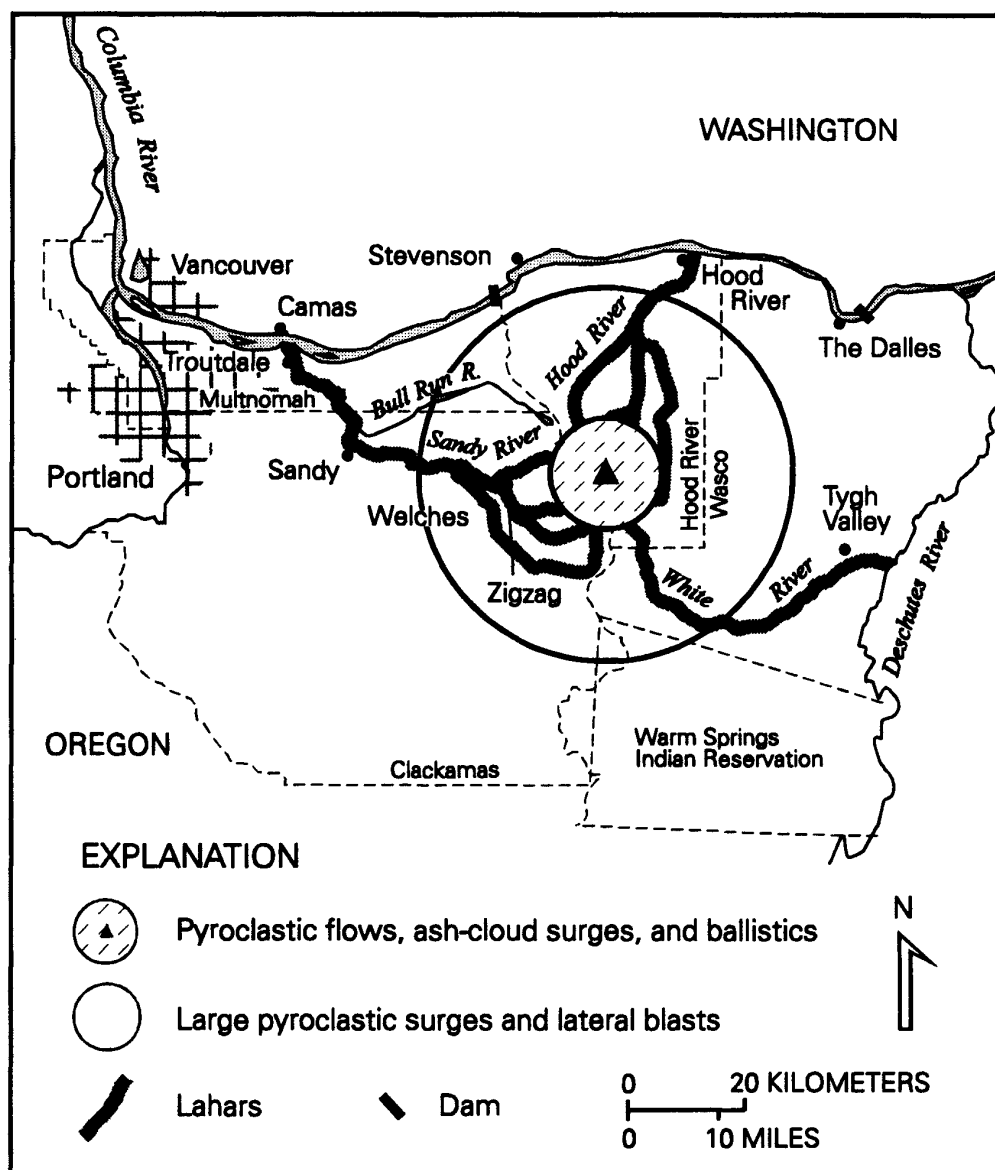 Columbia River
WASHINGTON
Stevenson
Vancouver
Camas
Hood
River
Hood River
The Dalles
Troutdale
Multnomah
Bull Run R.
Sandy River
Portland
Sandy
Welches
Zigzag
Hood River
Wasco
Tygh
Valley
White River
Deschutes River
OREGON
Clackamas
Warm Springs
Indian Reservation
EXPLANATION
N
Pyroclastic flows, ash-cloud surges, and ballistics
Large pyroclastic surges and lateral blasts
Lahars
Dam
0 20 KILOMETERS
0 10 MILES